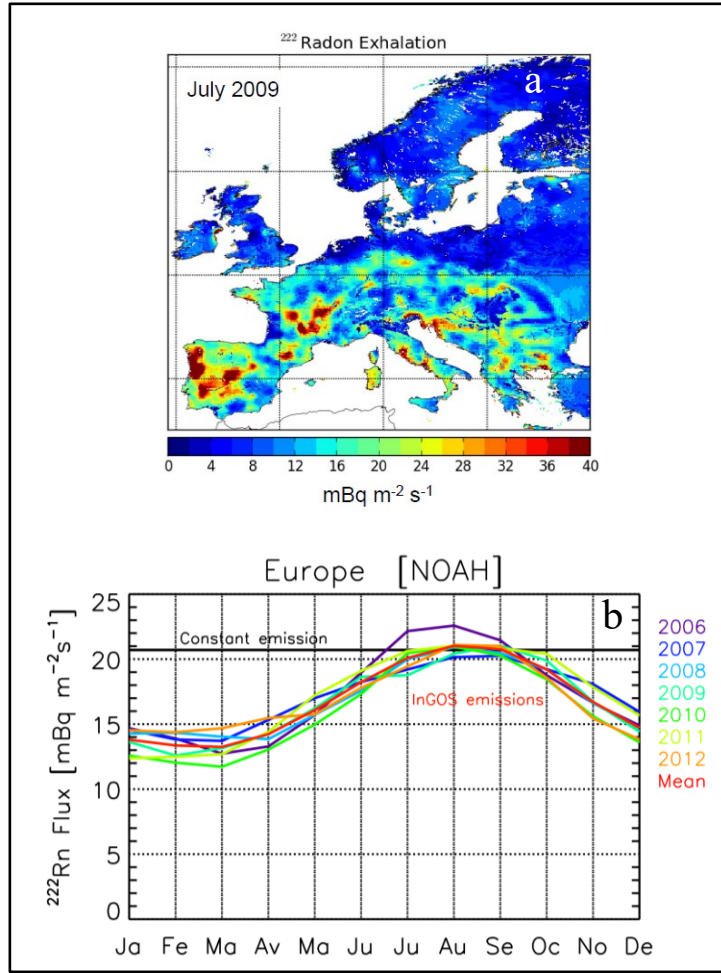 ²²² Radon Exhalation
July 2009
a
0 4 8 12 16 20 24 28 32 36 40
mBq m⁻² s⁻¹
Europe [NOAH]
b
²²²Rn Flux [mBq m⁻²s⁻¹]
25
20
15
10
5
0
Constant emission
InGOS emissions
2006
2007
2008
2009
2010
2011
2012
Mean
Ja Fe Ma Av Ma Ju Ju Au Se Oc No De